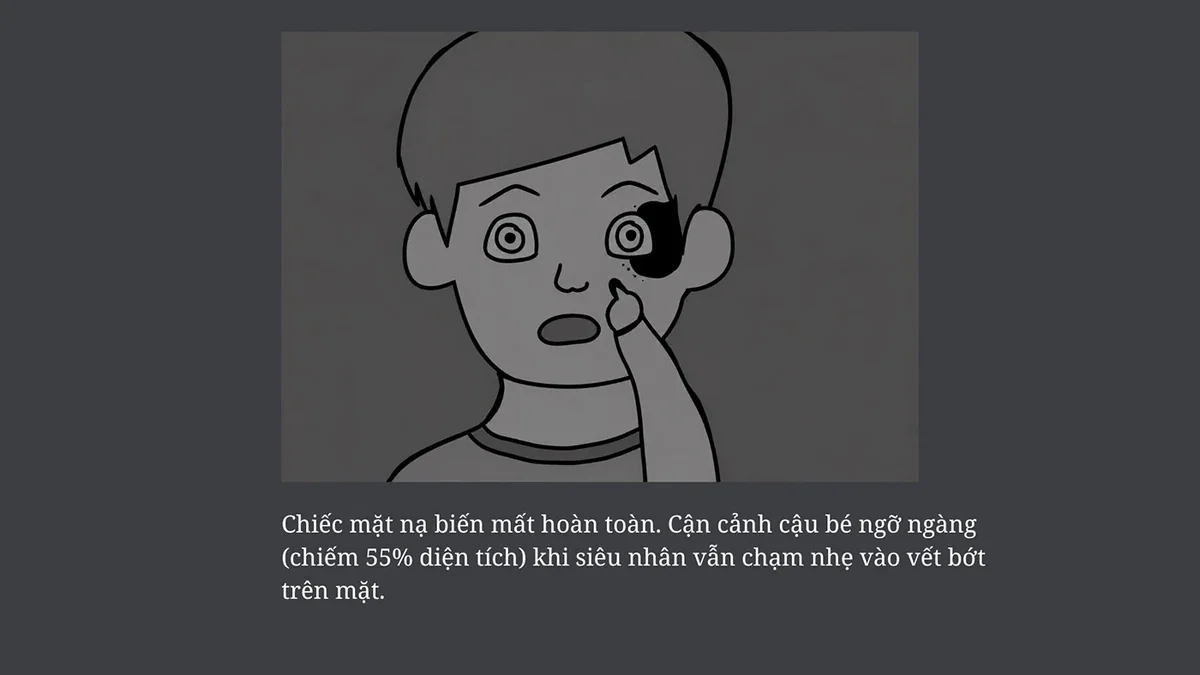 Chiếc mặt nạ biến mất hoàn toàn. Cận cảnh cậu bé ngỡ ngàng
(chiếm 55% diện tích) khi siêu nhân vẫn chạm nhẹ vào vết bớt
trên mặt.